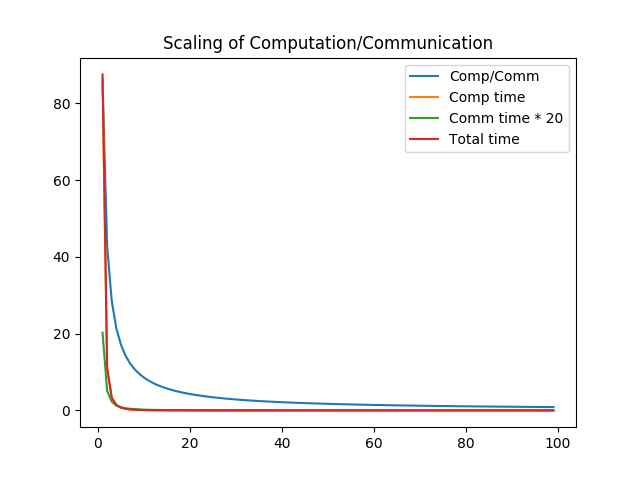 Scaling of Computation/Communication
Comp/Comm
Comp time
Comm time * 20
Total time
80
60
40
20
0
0 20 40 60 80 100